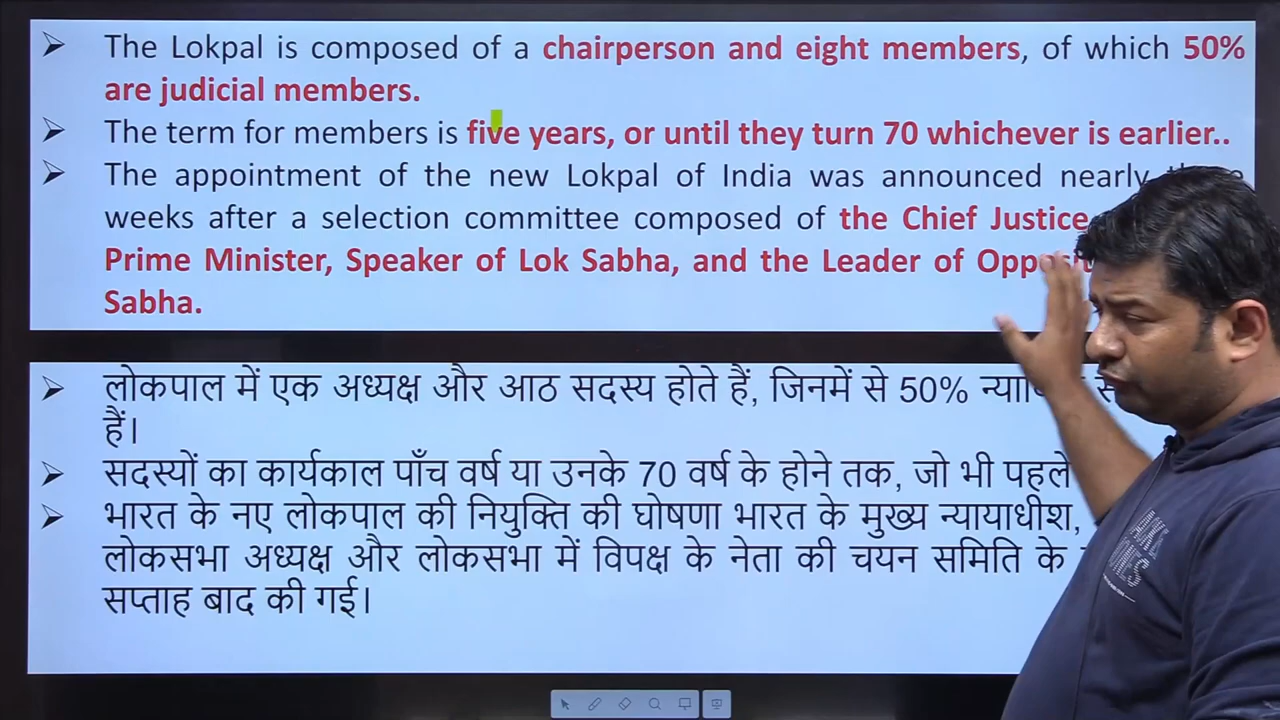 The Lokpal is composed of a chairperson and eight members, of which 50%
are judicial members.
The term for members is five years, or until they turn 70 whichever is earlier..
The appointment of the new Lokpal of India was announced nearly
weeks after a selection committee composed of the Chief Justice
Prime Minister, Speaker of Lok Sabha, and the Leader of
Sabha.
लोकपाल में एक अध्यक्ष और आठ सदस्य होते हैं, जिनमें से 50%
हैं।
सदस्यों का कार्यकाल पाँच वर्ष या उनके 70 वर्ष के होने तक, जो भी पहले
भारत के नए लोकपाल की नियुक्ति की घोषणा भारत के मुख्य न्यायाधीश,
लोकसभा अध्यक्ष और लोकसभा में विपक्ष के नेता की चयन समिति के
सप्ताह बाद की गई।